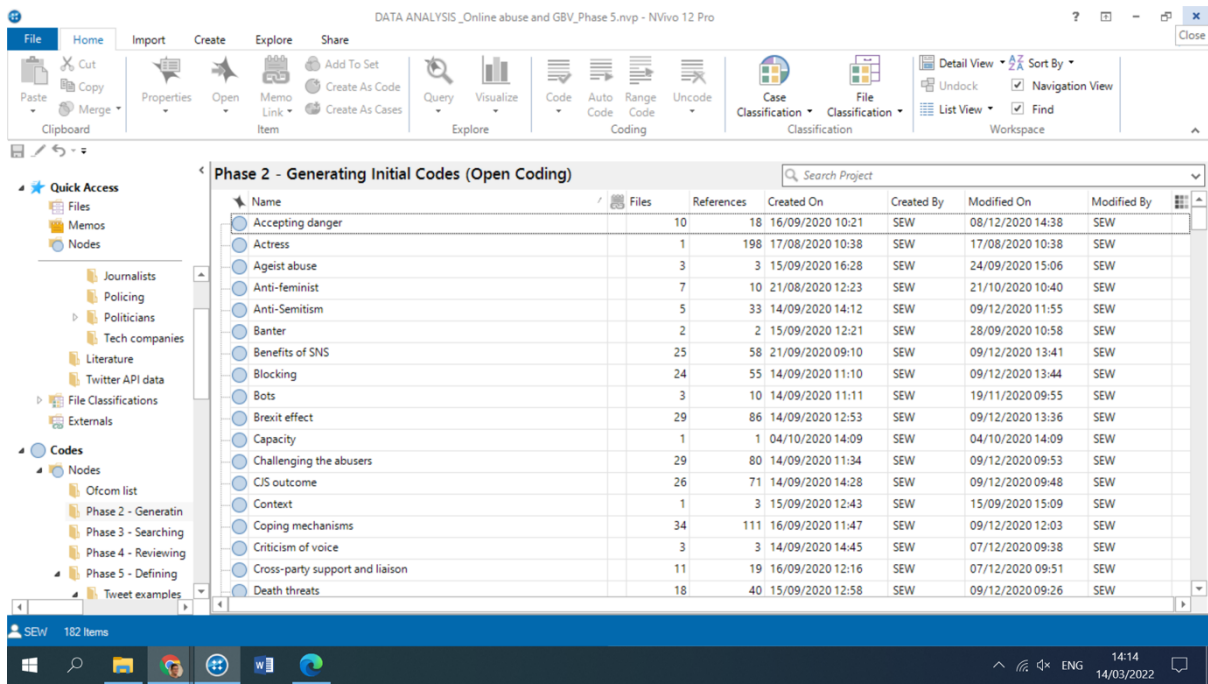 DATA ANALYSIS _Online abuse and GBV_Phase 5.nvp - NVivo 12 Pro
?
Close
File Home Import Create Explore Share
Cut
Copy
Merge
Paste
Clipboard
Properties
Open
Memo Link
Add To Set
Create As Code
Create As Cases
Item
Query
Visualize
Explore
Code
Auto Code
Range Code
Uncode
Coding
Case Classification
File Classification
Classification
Detail View
Sort By
Undock
Navigation View
List View
Find
Workspace
Quick Access
Files
Memos
Nodes
Journalists
Policing
Politicians
Tech companies
Literature
Twitter API data
File Classifications
Externals
Codes
Nodes
Ofcom list
Phase 2 - Generatin
Phase 3 - Searching
Phase 4 - Reviewing
Phase 5 - Defining
Tweet examples
Phase 2 - Generating Initial Codes (Open Coding)
Search Project
Name Files References Created On Created By Modified On Modified By
Accepting danger 10 18 16/09/2020 10:21 SEW 08/12/2020 14:38 SEW
Actress 1 198 17/08/2020 10:38 SEW 17/08/2020 10:38 SEW
Ageist abuse 3 3 15/09/2020 16:28 SEW 24/09/2020 15:06 SEW
Anti-feminist 7 10 21/08/2020 12:23 SEW 21/10/2020 10:40 SEW
Anti-Semitism 5 33 14/09/2020 14:12 SEW 09/12/2020 11:55 SEW
Banter 2 2 15/09/2020 12:21 SEW 28/09/2020 10:58 SEW
Benefits of SNS 25 58 21/09/2020 09:10 SEW 09/12/2020 13:41 SEW
Blocking 24 55 14/09/2020 11:10 SEW 09/12/2020 13:44 SEW
Bots 3 10 14/09/2020 11:11 SEW 19/11/2020 09:55 SEW
Brexit effect 29 86 14/09/2020 12:53 SEW 09/12/2020 13:36 SEW
Capacity 1 1 04/10/2020 14:09 SEW 04/10/2020 14:09 SEW
Challenging the abusers 29 80 14/09/2020 11:34 SEW 09/12/2020 09:53 SEW
CJS outcome 26 71 14/09/2020 14:28 SEW 09/12/2020 09:48 SEW
Context 1 3 15/09/2020 12:43 SEW 15/09/2020 15:09 SEW
Coping mechanisms 34 111 16/09/2020 11:47 SEW 09/12/2020 12:03 SEW
Criticism of voice 3 3 14/09/2020 14:45 SEW 07/12/2020 09:38 SEW
Cross-party support and liaison 11 19 16/09/2020 12:16 SEW 07/12/2020 09:51 SEW
Death threats 18 40 15/09/2020 12:58 SEW 09/12/2020 09:26 SEW
SEW 182 Items
ENG
14:14
14/03/2022